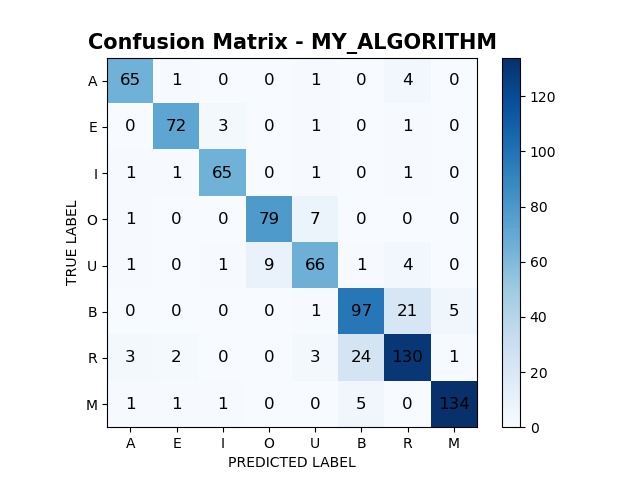 Confusion Matrix - MY_ALGORITHM
A 65 1 0 0 1 0 4 0
E 0 72 3 0 1 0 1 0
I 1 1 65 0 1 0 1 0
O 1 0 0 79 7 0 0 0
U 1 0 1 9 66 1 4 0
B 0 0 0 0 1 97 21 5
R 3 2 0 0 3 24 130 1
M 1 1 1 0 0 5 0 134
A E I O U B R M
PREDICTED LABEL
TRUE LABEL
120
100
80
60
40
20
0